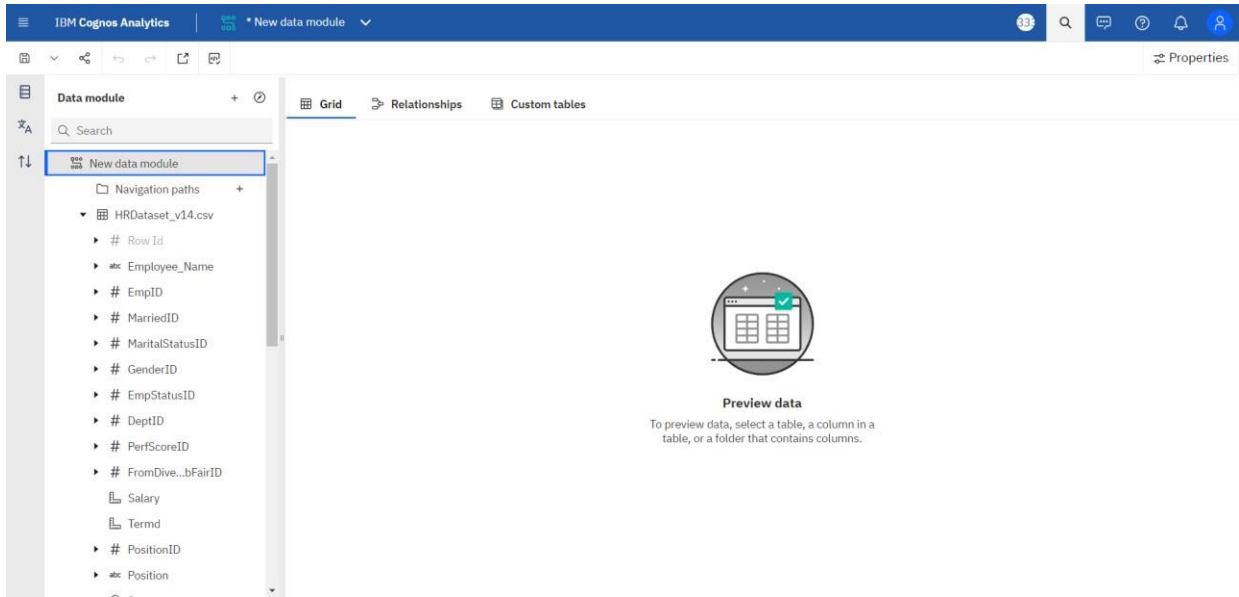 IBM Cognos Analytics
* New data module
Properties
Data module
Search
New data module
Navigation paths
HRDataset_v14.csv
# Row Id
abc Employee_Name
# EmpID
# MarriedID
# MaritalStatusID
# GenderID
# EmpStatusID
# DeptID
# PerfScoreID
# FromDive...bFairID
Salary
Termd
# PositionID
abc Position
Grid
Relationships
Custom tables
Preview data
To preview data, select a table, a column in a
table, or a folder that contains columns.